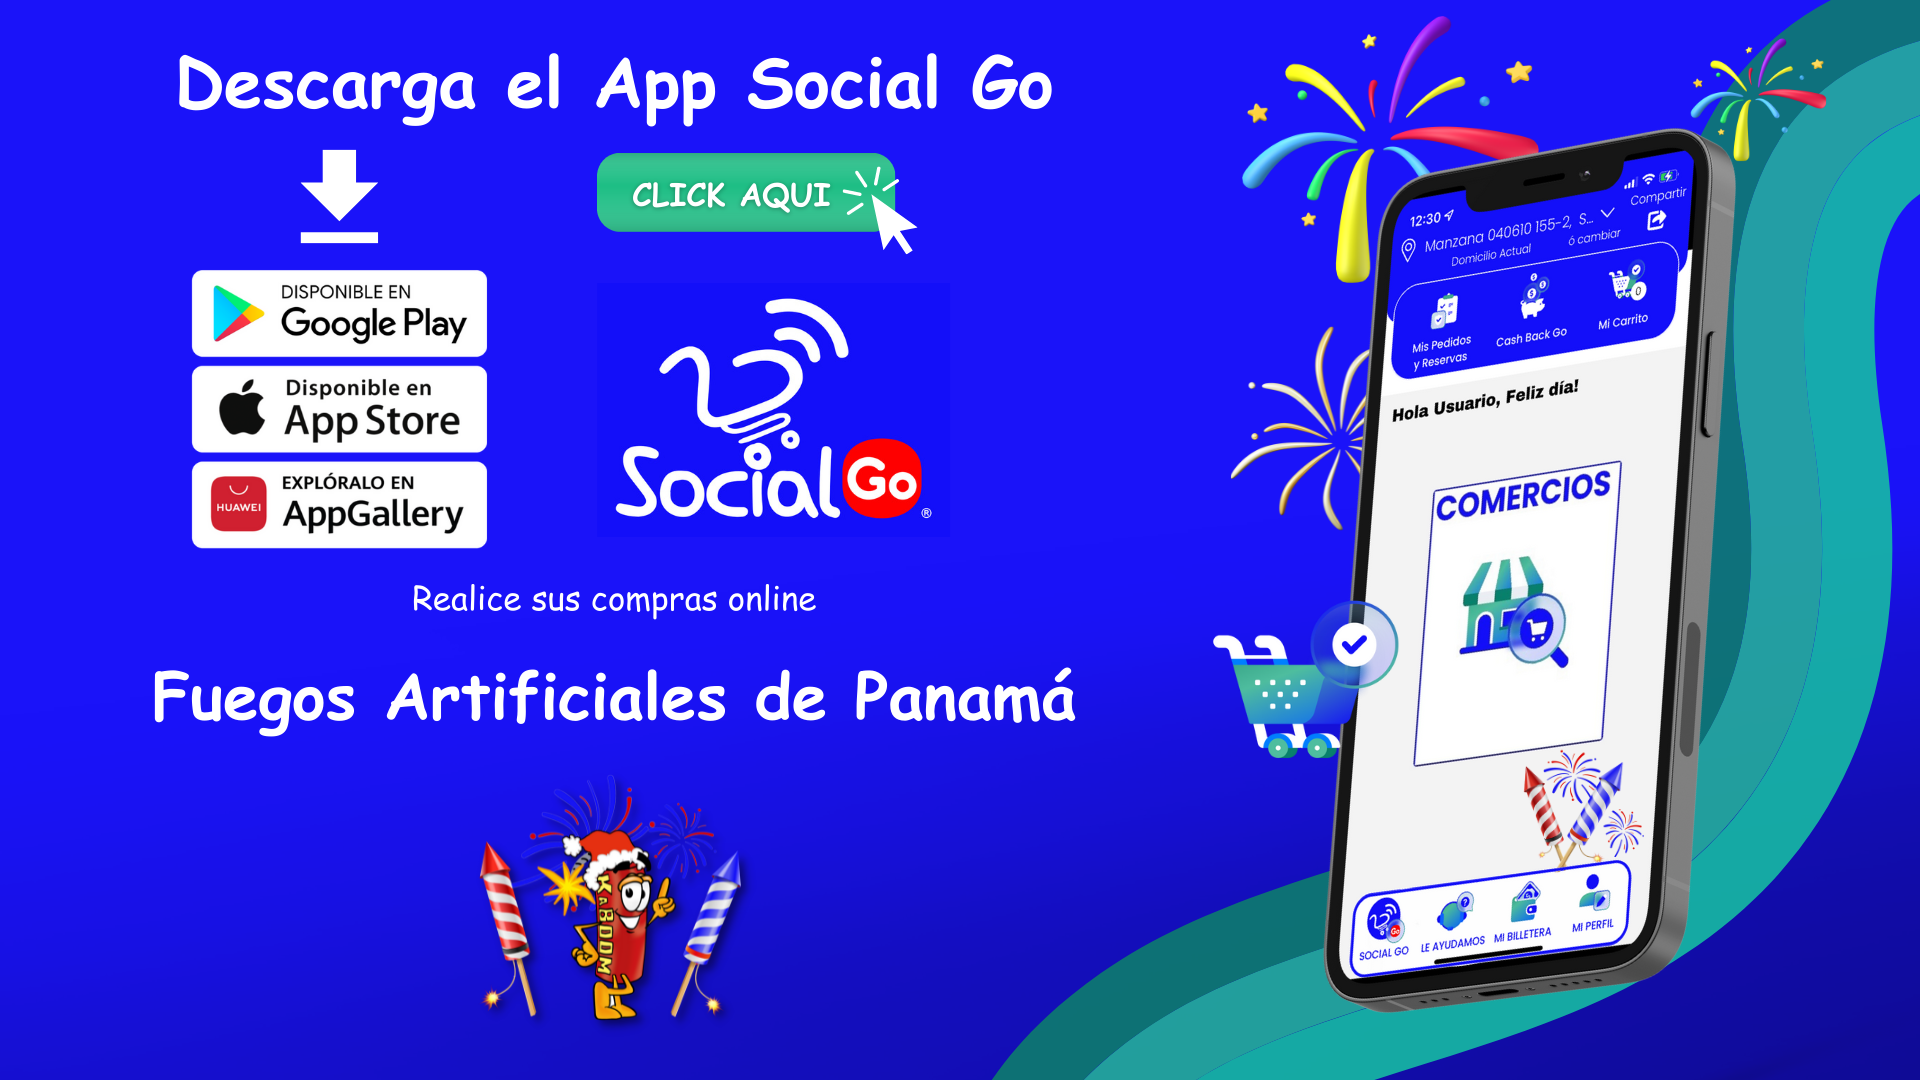 Descarga el App Social Go
CLICK AQUI
DISPONIBLE EN
Google Play
Disponible en
App Store
HUAWEI
EXPLÓRALO EN
AppGallery
Social Go ®
Realice sus compras online
Fuegos Artificiales de Panamá
KABOOM
12:30
Compartir
Manzana 040610 155-2, S...
Domicilio Actual
ó cambiar
Mis Pedidos
y Reservas
Cash Back Go
0
Mi Carrito
Hola Usuario, Feliz día!
COMERCIOS
Go
SOCIAL GO
LE AYUDAMOS
MI BILLETERA
MI PERFIL